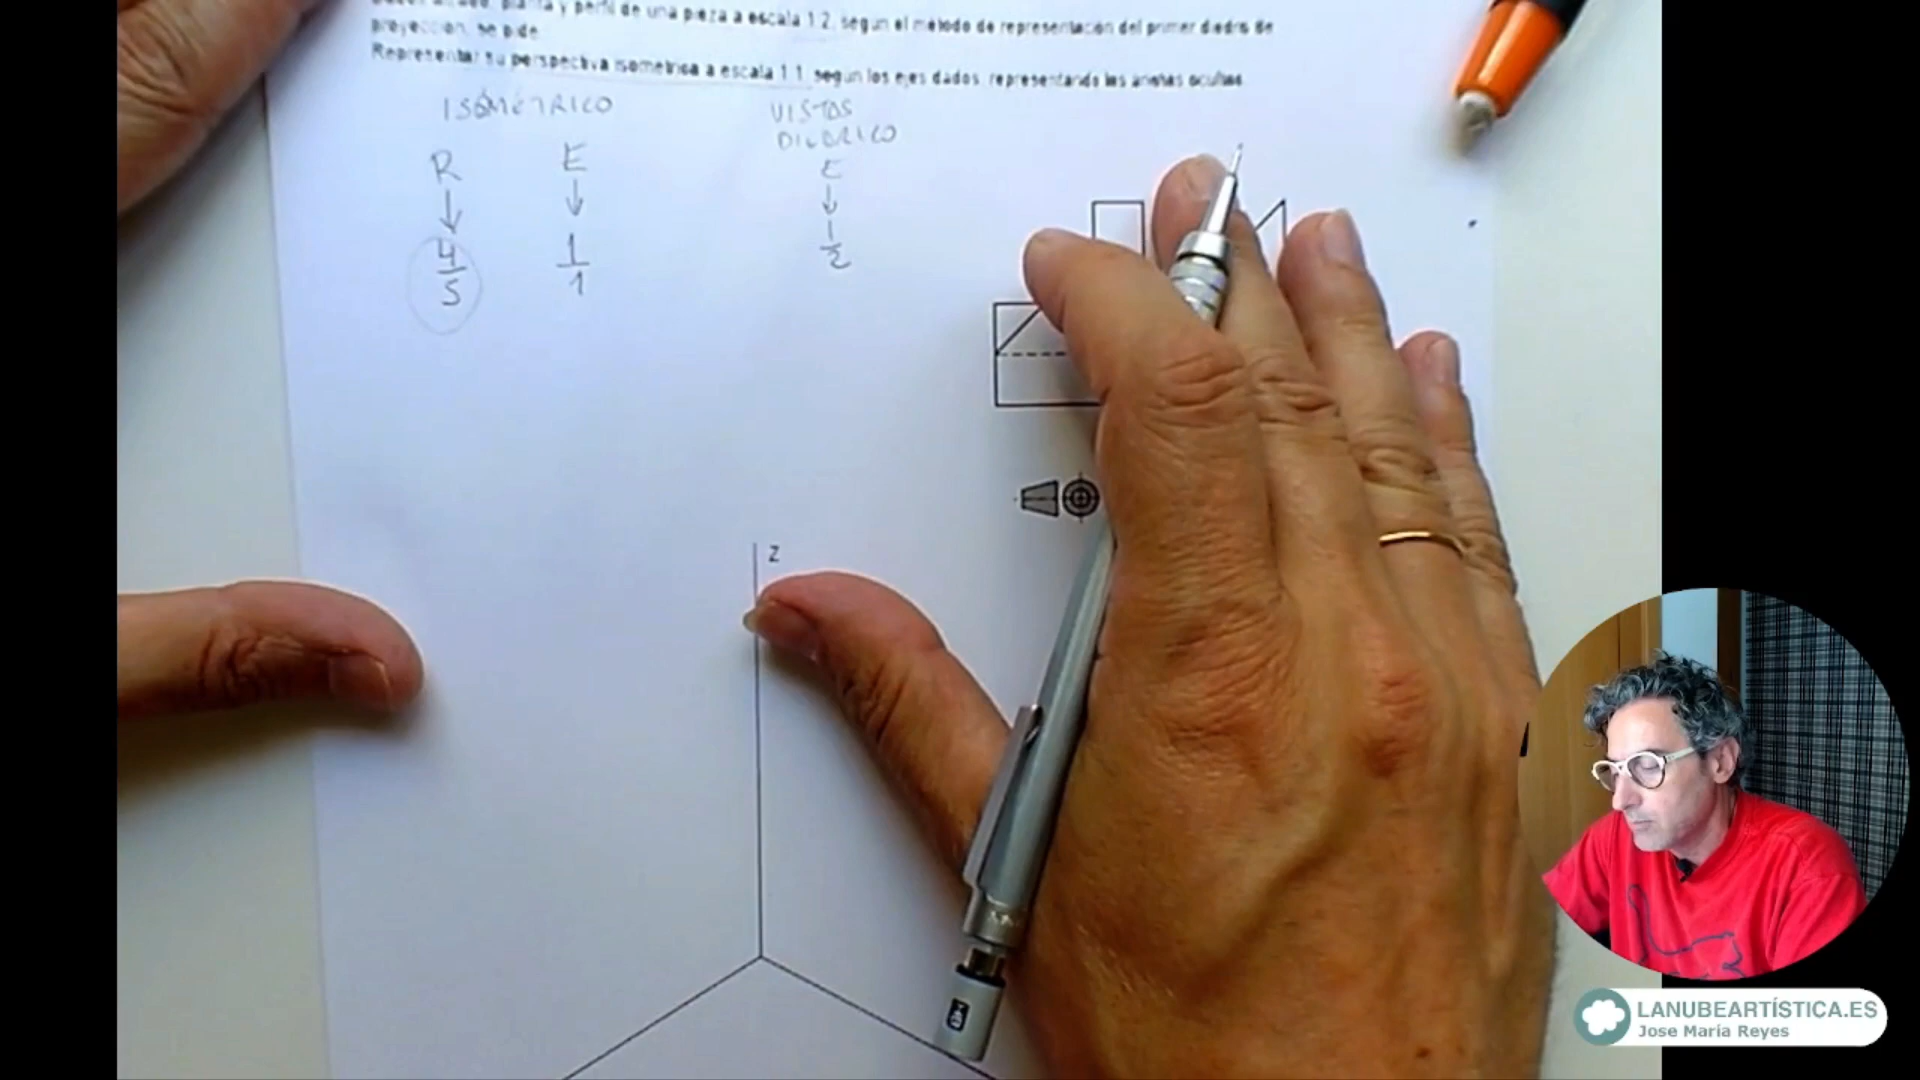 planta y perfil de una pieza a escala 1:2, según el método de representación del primer diedro de
proyección, se pide:
Representar su perspectiva isométrica a escala 1:1, según los ejes dados, representando las aristas ocultas.
ISOMÉTRICO
VISTAS
DIÉDRICO
R E
E
4/5
1/1
1/2
Z
LANUBEARTÍSTICA.ES
Jose María Reyes